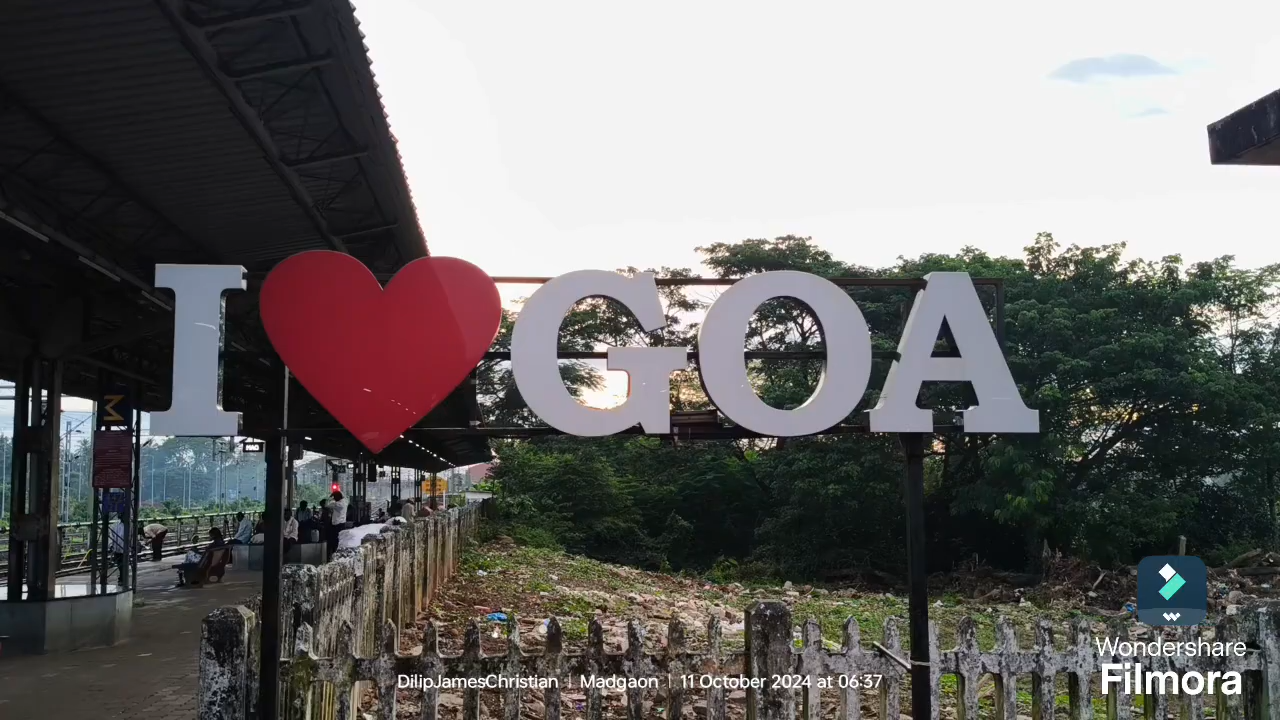 I ❤ GOA
M
DilipJamesChristian | Madgaon | 11 October 2024 at 06:37
Wondershare
Filmora